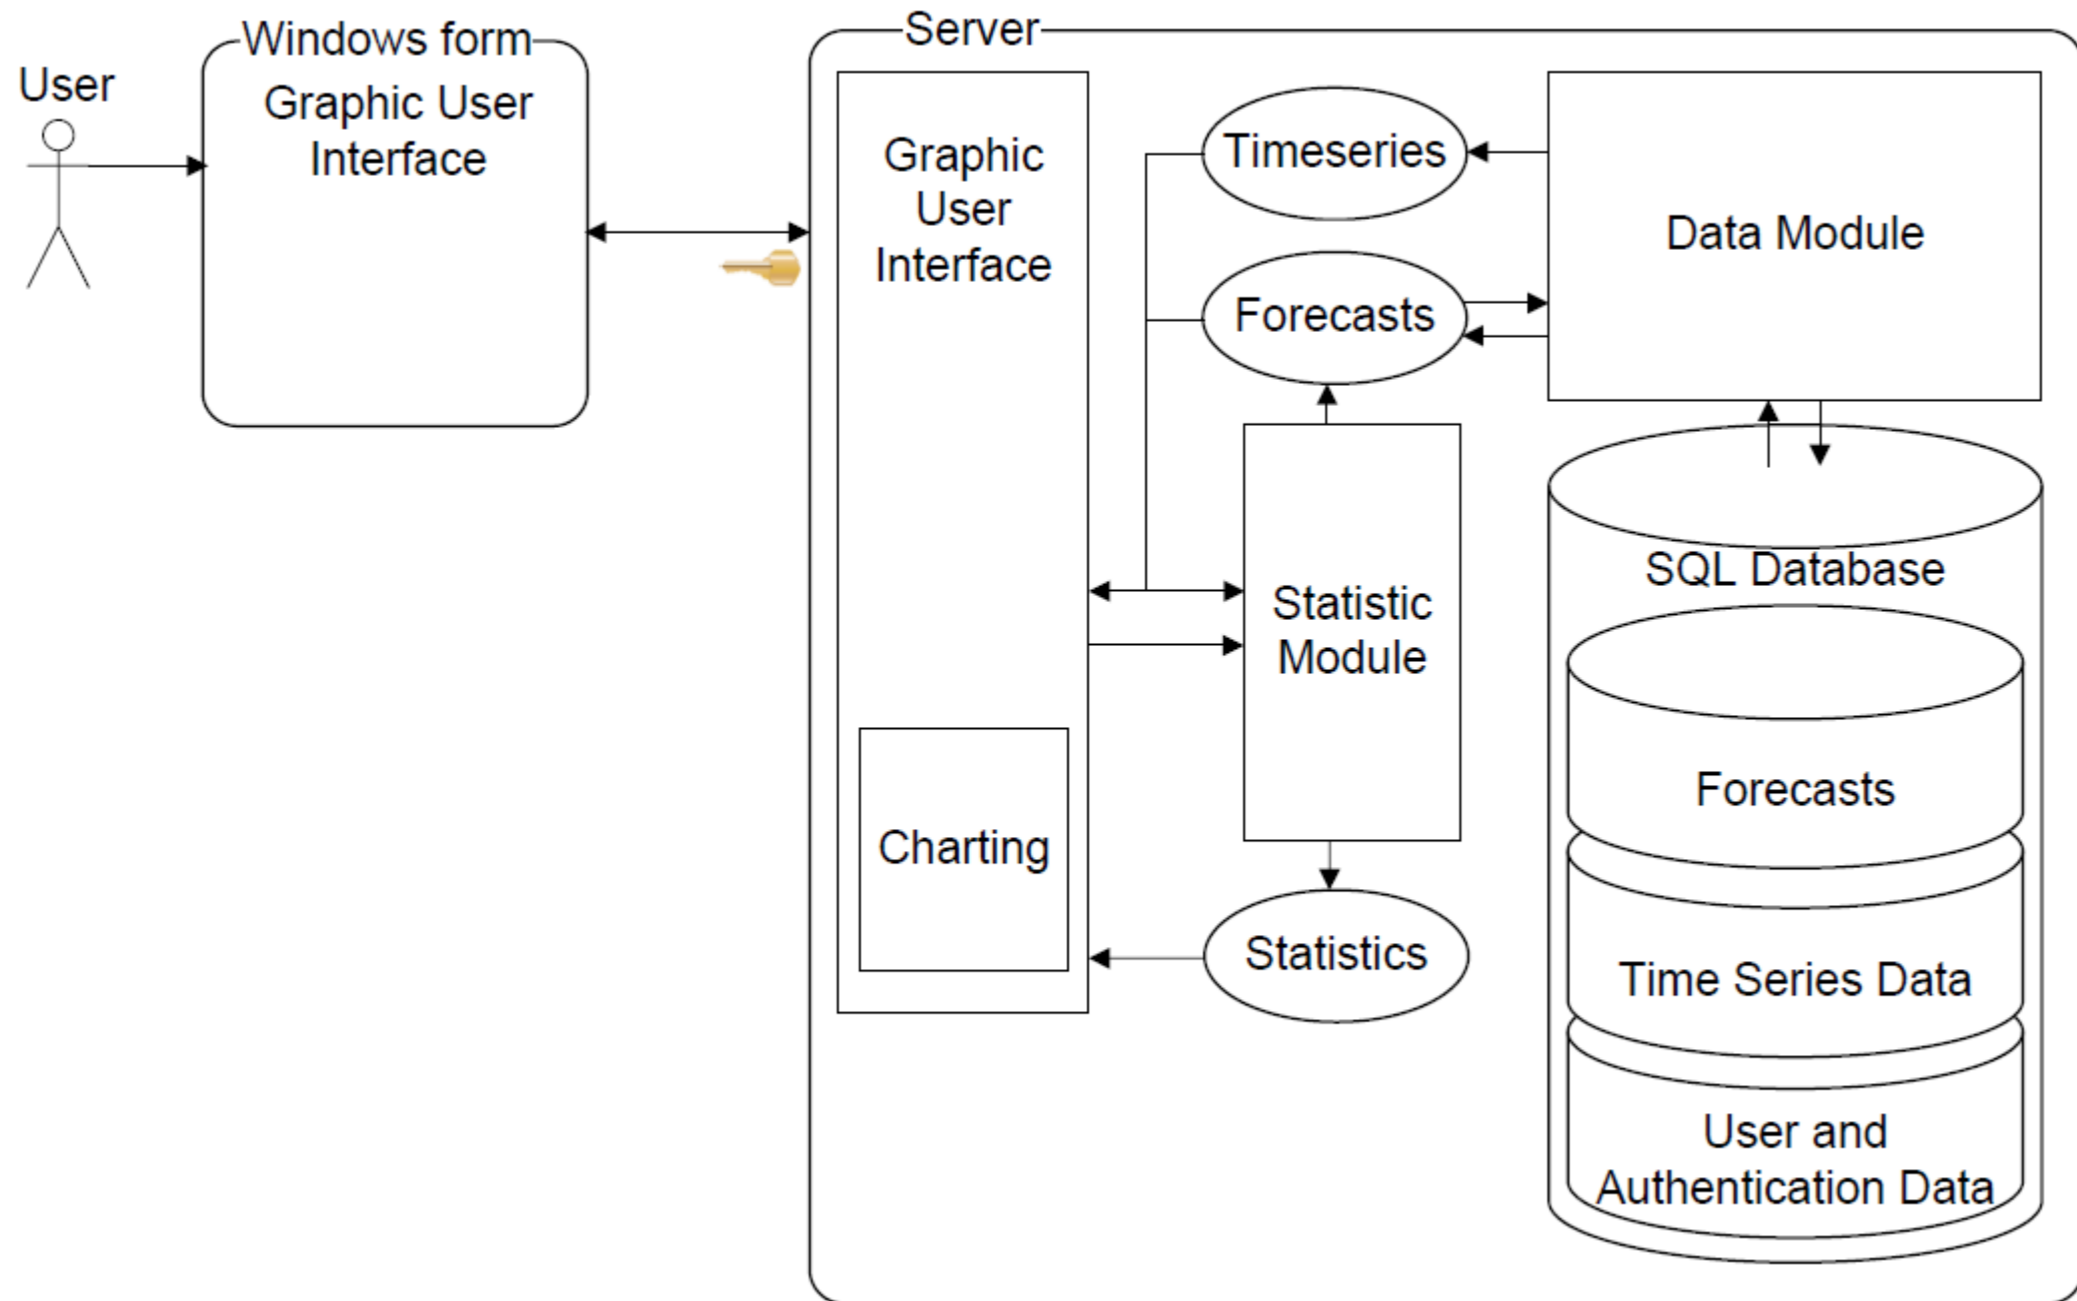 User
Windows form
Graphic User
Interface
Server
Graphic
User
Interface
Charting
Timeseries
Forecasts
Statistic
Module
Statistics
Data Module
SQL Database
Forecasts
Time Series Data
User and
Authentication Data